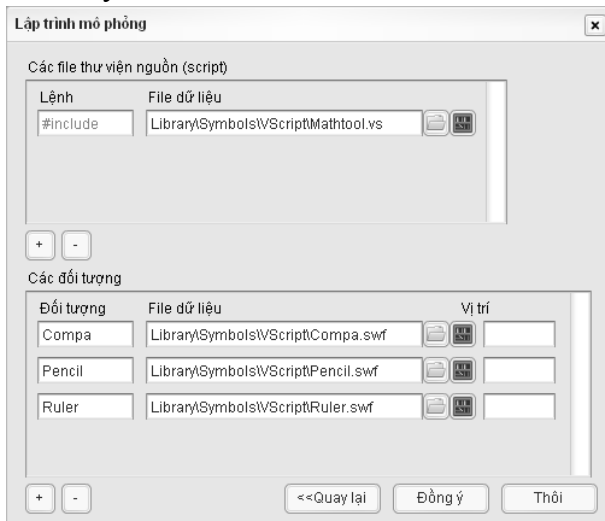 Lập trình mô phỏng
Các file thư viện nguồn (script)
Lệnh File dữ liệu
#include Library\Symbols\VScript\Mathtool.vs
+ -
Các đối tượng
Đối tượng File dữ liệu Vị trí
Compa Library\Symbols\VScript\Compa.swf
Pencil Library\Symbols\VScript\Pencil.swf
Ruler Library\Symbols\VScript\Ruler.swf
+ - <<Quay lại Đồng ý Thôi